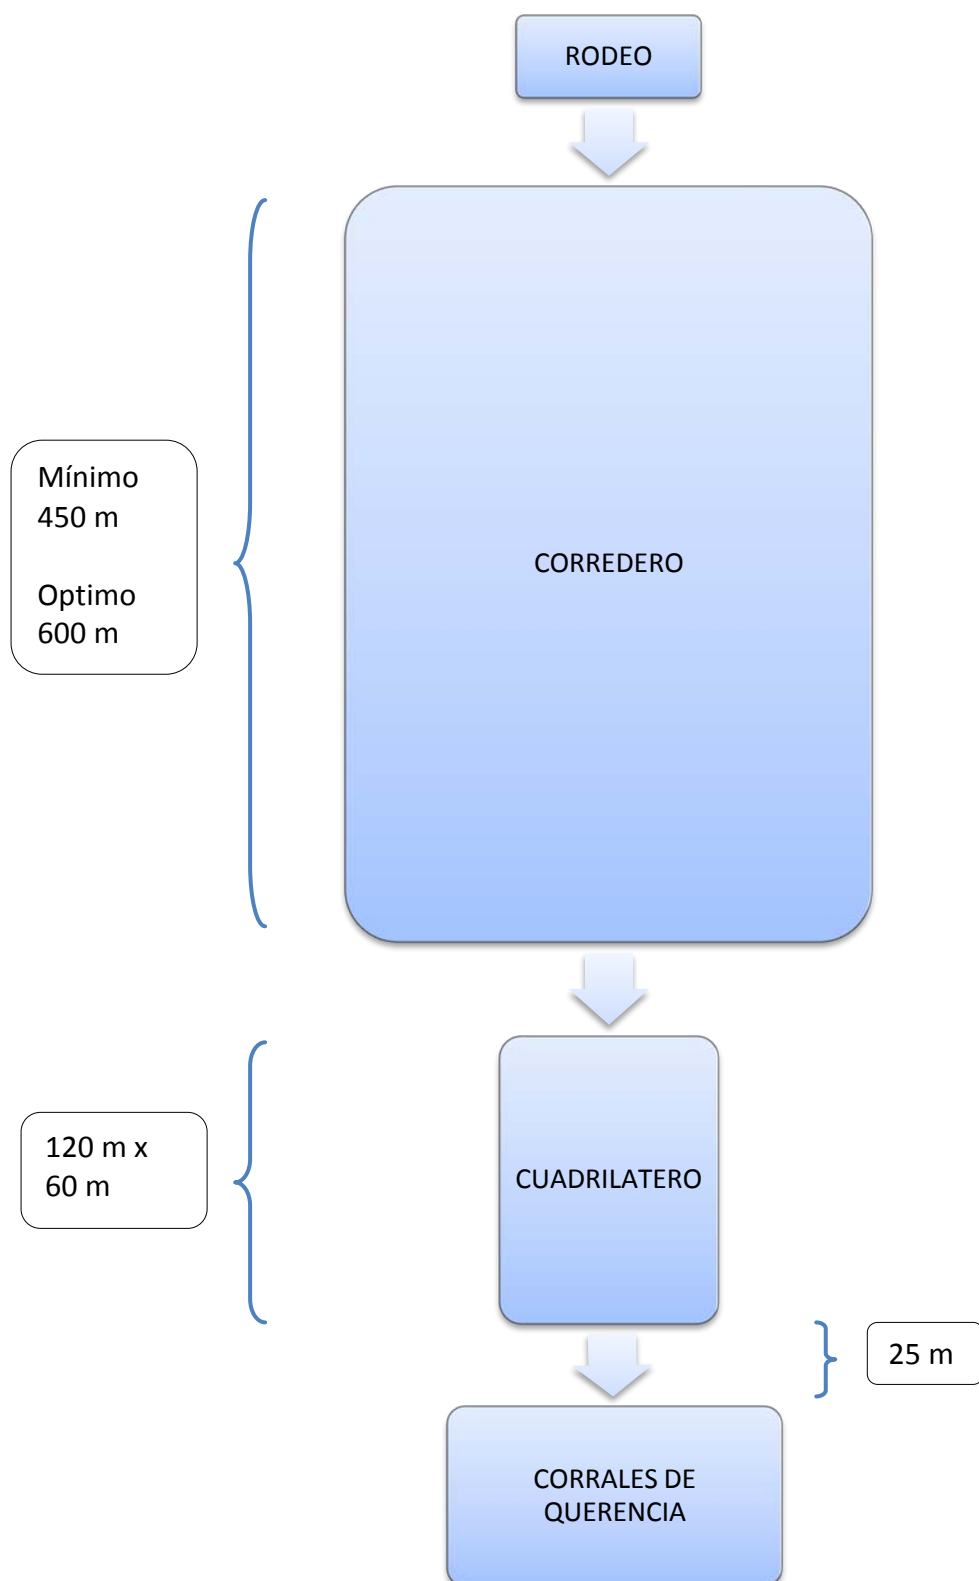 RODEO
Mínimo
450 m
Optimo
600 m
CORREDERO
120 m x
60 m
CUADRILATERO
25 m
CORRALES DE
QUERENCIA